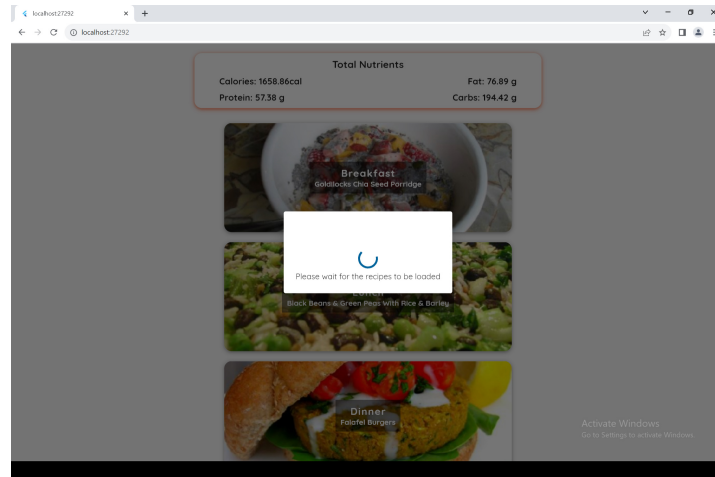 localhost:27292
localhost:27292
Total Nutrients
Calories: 1658.86cal
Fat: 76.89 g
Protein: 57.38 g
Carbs: 194.42 g
Breakfast
Goldilocks Chia Seed Porridge
Please wait for the recipes to be loaded
Lunch
Black Beans & Green Peas With Rice & Barley
Dinner
Falafel Burgers
Activate Windows
Go to Settings to activate Windows.